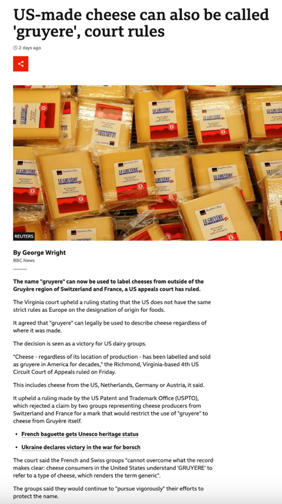 US-made cheese can also be called
'gruyere', court rules
2 days ago
REUTERS
By George Wright
BBC News
The name "gruyere" can now be used to label cheeses from outside of the
Gruyère region of Switzerland and France, a US appeals court has ruled.
The Virginia court upheld a ruling stating that the US does not have the same
strict rules as Europe on the designation of origin for foods.
It agreed that "gruyere" can legally be used to describe cheese regardless of
where it was made.
The decision is seen as a victory for US dairy groups.
"Cheese - regardless of its location of production - has been labelled and sold
as gruyere in America for decades," the Richmond, Virginia-based 4th US
Circuit Court of Appeals ruled on Friday.
This includes cheese from the US, Netherlands, Germany or Austria, it said.
It upheld a ruling made by the US Patent and Trademark Office (USPTO),
which rejected a claim by two groups representing cheese producers from
Switzerland and France for a mark that would restrict the use of "gruyere" to
cheese from Gruyère itself.
French baguette gets Unesco heritage status
Ukraine declares victory in the war for borsch
The court said the French and Swiss groups "cannot overcome what the record
makes clear: cheese consumers in the United States understand 'GRUYERE' to
refer to a type of cheese, which renders the term generic".
The groups said they would continue to "pursue vigorously" their efforts to
protect the name.